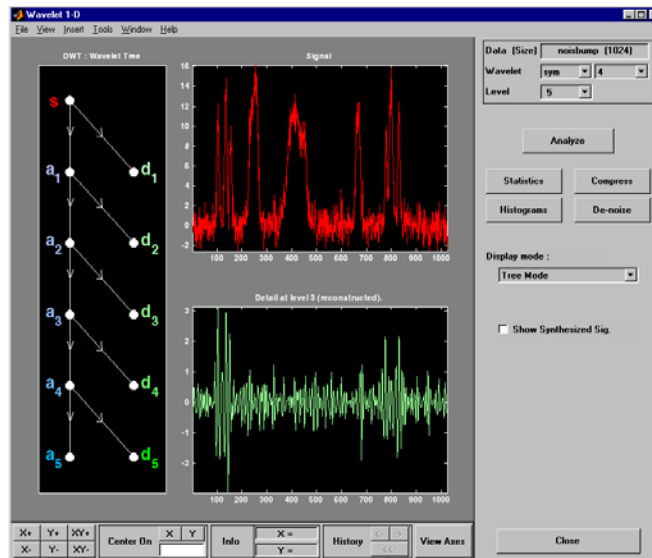 Wavelet 1-D
File View Insert Tools Window Help
DWT : Wavelet Tree
s
a1 d1
a2 d2
a3 d3
a4 d4
a5 d5
Signal
16
14
12
10
8
6
4
2
0
-2
100 200 300 400 500 600 700 800 900 1000
Detail at level 3 (reconstructed).
3
2
1
0
-1
-2
100 200 300 400 500 600 700 800 900 1000
Data (Size) noisbump (1024)
Wavelet sym 4
Level 5
Analyze
Statistics Compress
Histograms De-noise
Display mode :
Tree Mode
Show Synthesized Sig.
X+ Y+ XY+
X- Y- XY-
Center On X Y
Info X =
Y =
History <- ->
<<-
View Axes
Close